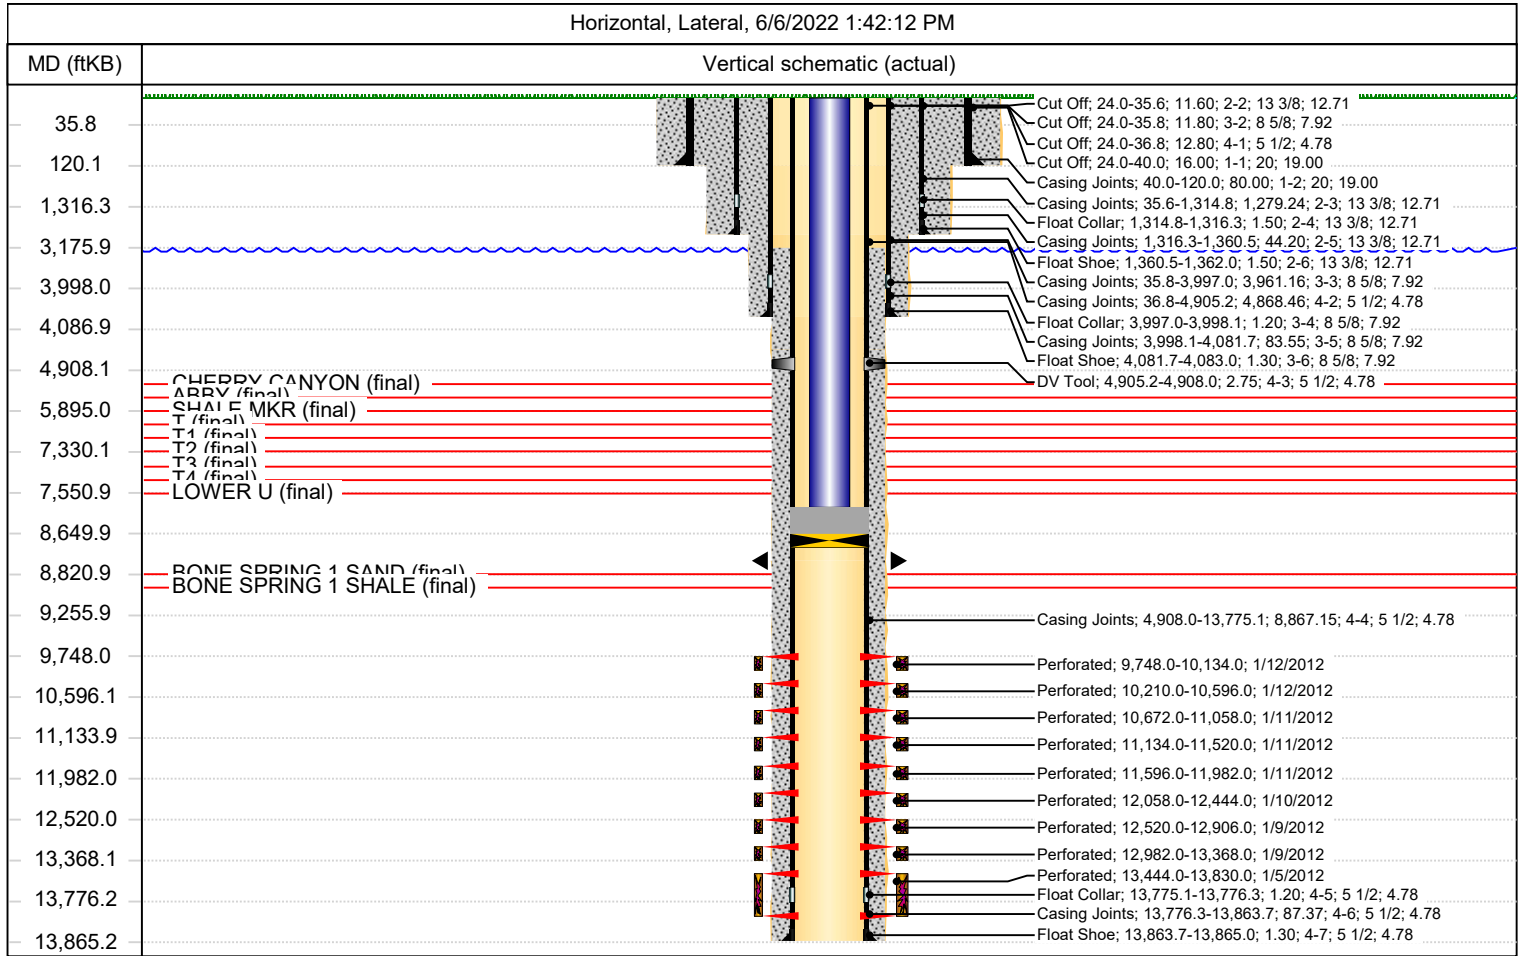 Horizontal, Lateral, 6/6/2022 1:42:12 PM
MD (ftKB)
Vertical schematic (actual)
35.8
120.1
1,316.3
3,175.9
3,998.0
4,086.9
4,908.1
5,895.0
7,330.1
7,550.9
8,649.9
8,820.9
9,255.9
9,748.0
10,596.1
11,133.9
11,982.0
12,520.0
13,368.1
13,776.2
13,865.2
CHERRY CANYON (final)
ABBY (final)
SHALE MKR (final)
T (final)
T1 (final)
T2 (final)
T3 (final)
T4 (final)
LOWER U (final)
BONE SPRING 1 SAND (final)
BONE SPRING 1 SHALE (final)
Cut Off; 24.0-35.6; 11.60; 2-2; 13 3/8; 12.71
Cut Off; 24.0-35.8; 11.80; 3-2; 8 5/8; 7.92
Cut Off; 24.0-36.8; 12.80; 4-1; 5 1/2; 4.78
Cut Off; 24.0-40.0; 16.00; 1-1; 20; 19.00
Casing Joints; 40.0-120.0; 80.00; 1-2; 20; 19.00
Casing Joints; 35.6-1,314.8; 1,279.24; 2-3; 13 3/8; 12.71
Float Collar; 1,314.8-1,316.3; 1.50; 2-4; 13 3/8; 12.71
Casing Joints; 1,316.3-1,360.5; 44.20; 2-5; 13 3/8; 12.71
Float Shoe; 1,360.5-1,362.0; 1.50; 2-6; 13 3/8; 12.71
Casing Joints; 35.8-3,997.0; 3,961.16; 3-3; 8 5/8; 7.92
Casing Joints; 36.8-4,905.2; 4,868.46; 4-2; 5 1/2; 4.78
Float Collar; 3,997.0-3,998.1; 1.20; 3-4; 8 5/8; 7.92
Casing Joints; 3,998.1-4,081.7; 83.55; 3-5; 8 5/8; 7.92
Float Shoe; 4,081.7-4,083.0; 1.30; 3-6; 8 5/8; 7.92
DV Tool; 4,905.2-4,908.0; 2.75; 4-3; 5 1/2; 4.78
Casing Joints; 4,908.0-13,775.1; 8,867.15; 4-4; 5 1/2; 4.78
Perforated; 9,748.0-10,134.0; 1/12/2012
Perforated; 10,210.0-10,596.0; 1/12/2012
Perforated; 10,672.0-11,058.0; 1/11/2012
Perforated; 11,134.0-11,520.0; 1/11/2012
Perforated; 11,596.0-11,982.0; 1/11/2012
Perforated; 12,058.0-12,444.0; 1/10/2012
Perforated; 12,520.0-12,906.0; 1/9/2012
Perforated; 12,982.0-13,368.0; 1/9/2012
Perforated; 13,444.0-13,830.0; 1/5/2012
Float Collar; 13,775.1-13,776.3; 1.20; 4-5; 5 1/2; 4.78
Casing Joints; 13,776.3-13,863.7; 87.37; 4-6; 5 1/2; 4.78
Float Shoe; 13,863.7-13,865.0; 1.30; 4-7; 5 1/2; 4.78